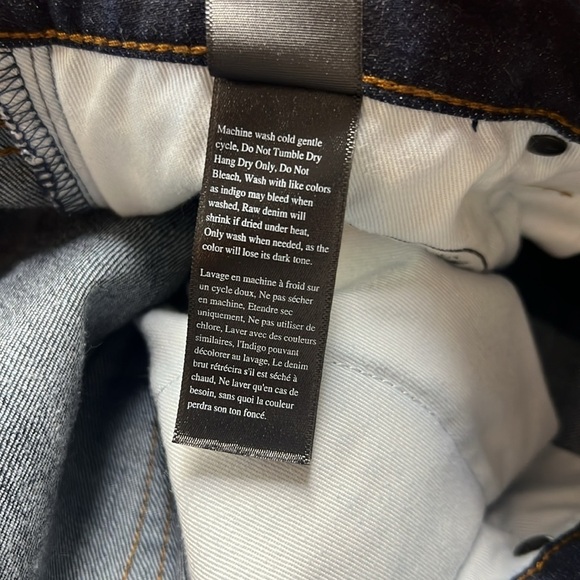 Machine wash cold gentle
cycle, Do Not Tumble Dry
Hang Dry Only, Do Not
Bleach, Wash with like colors
as indigo may bleed when
washed, Raw denim will
shrink if dried under heat,
Only wash when needed, as the
color will lose its dark tone.
Lavage en machine à froid sur
un cycle doux, Ne pas sécher
en machine, Etendre sec
uniquement, Ne pas utiliser de
chlore, Laver avec des couleurs
similaires, l'Indigo pouvant
décolorer au lavage, Le denim
brut rétrécira s'il est séché à
chaud, Ne laver qu'en cas de
besoin, sans quoi la couleur
perdra son ton foncé.